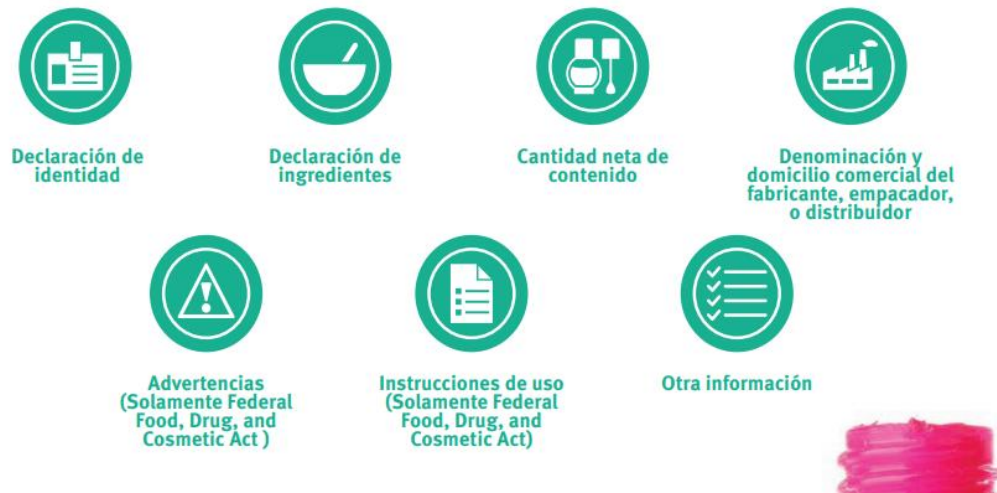 Declaración de
identidad
Declaración de
ingredientes
Cantidad neta de
contenido
Denominación y
domicilio comercial del
fabricante, empacador,
o distribuidor
Advertencias
(Solamente Federal
Food, Drug, and
Cosmetic Act )
Instrucciones de uso
(Solamente Federal
Food, Drug, and
Cosmetic Act)
Otra información